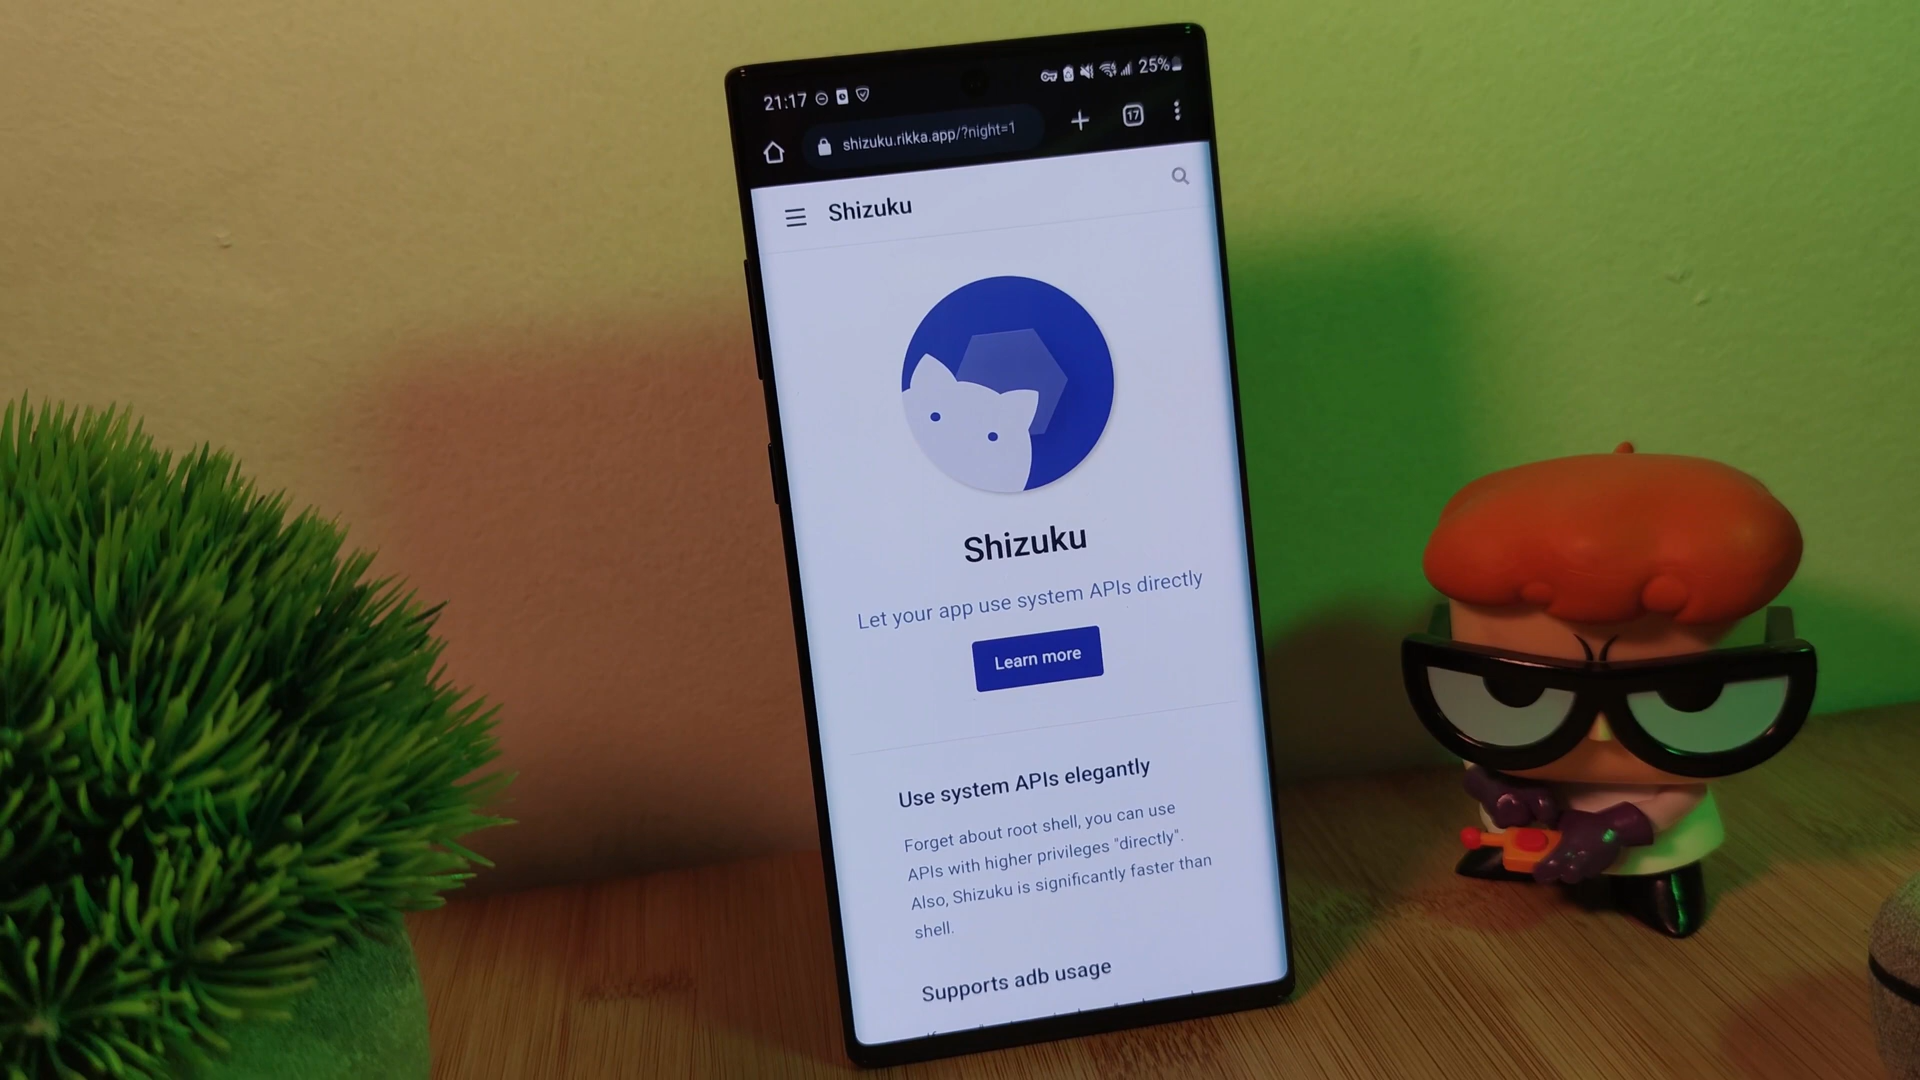 21:17 25%
shizuku.rikka.app/?night=1 17
Shizuku
Shizuku
Let your app use system APIs directly
Learn more
Use system APIs elegantly
Forget about root shell, you can use
APIs with higher privileges "directly".
Also, Shizuku is significantly faster than
shell.
Supports adb usage